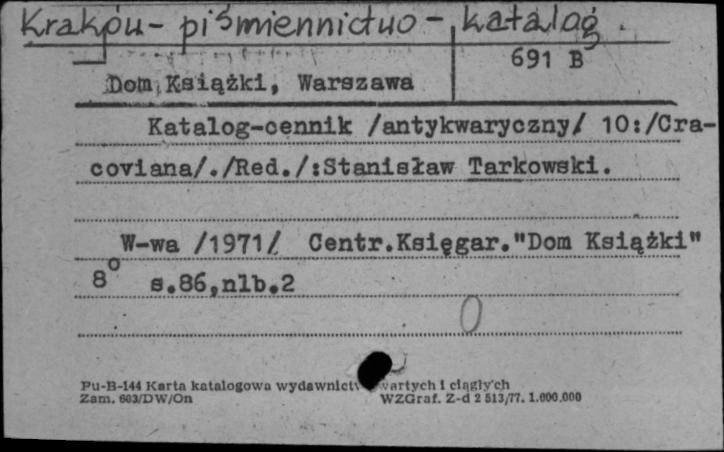 Kraków - piśmiennictwo - katalog.
691 B
Dom Książki, Warszawa
Katalog-cennik /antykwaryczny/ 10:/Cra-
coviana/./Red./:Stanisław Tarkowski.
W-wa /1971/ Centr.Księgar."Dom Książki"
8° s.86,nlb.2
0
Pu-B-144 Karta katalogowa wydawnictw zwartych i ciągłych
Zam. 603/DW/On WZGraf. Z-d 2 513/77. 1.000.000